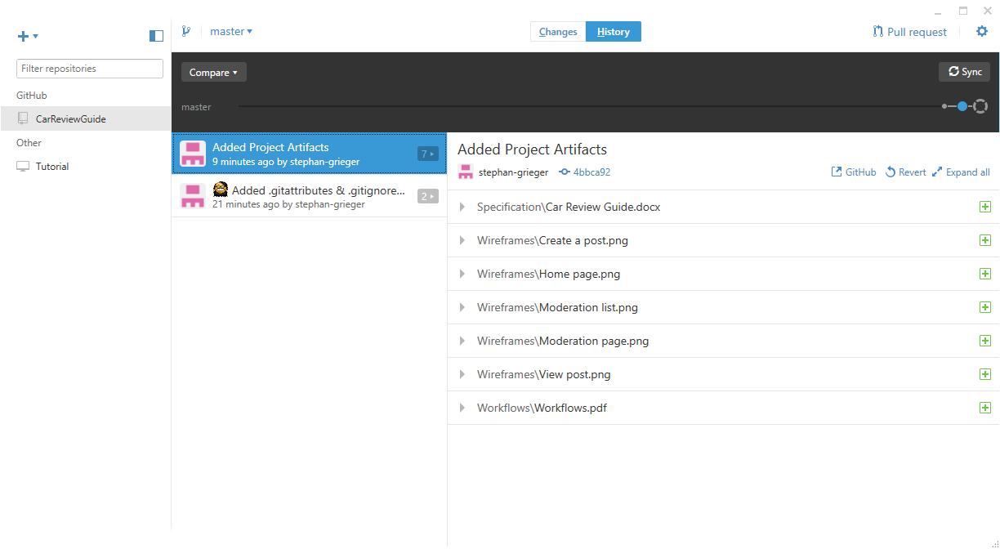 master ▾
Changes
History
Pull request
Filter repositories
GitHub
CarReviewGuide
Other
Tutorial
Compare ▾
Sync
master
Added Project Artifacts
9 minutes ago by stephan-grieger
7
Added .gitattributes & .gitignore...
21 minutes ago by stephan-grieger
2
Added Project Artifacts
stephan-grieger 4bbca92
GitHub Revert Expand all
Specification\Car Review Guide.docx
Wireframes\Create a post.png
Wireframes\Home page.png
Wireframes\Moderation list.png
Wireframes\Moderation page.png
Wireframes\View post.png
Workflows\Workflows.pdf